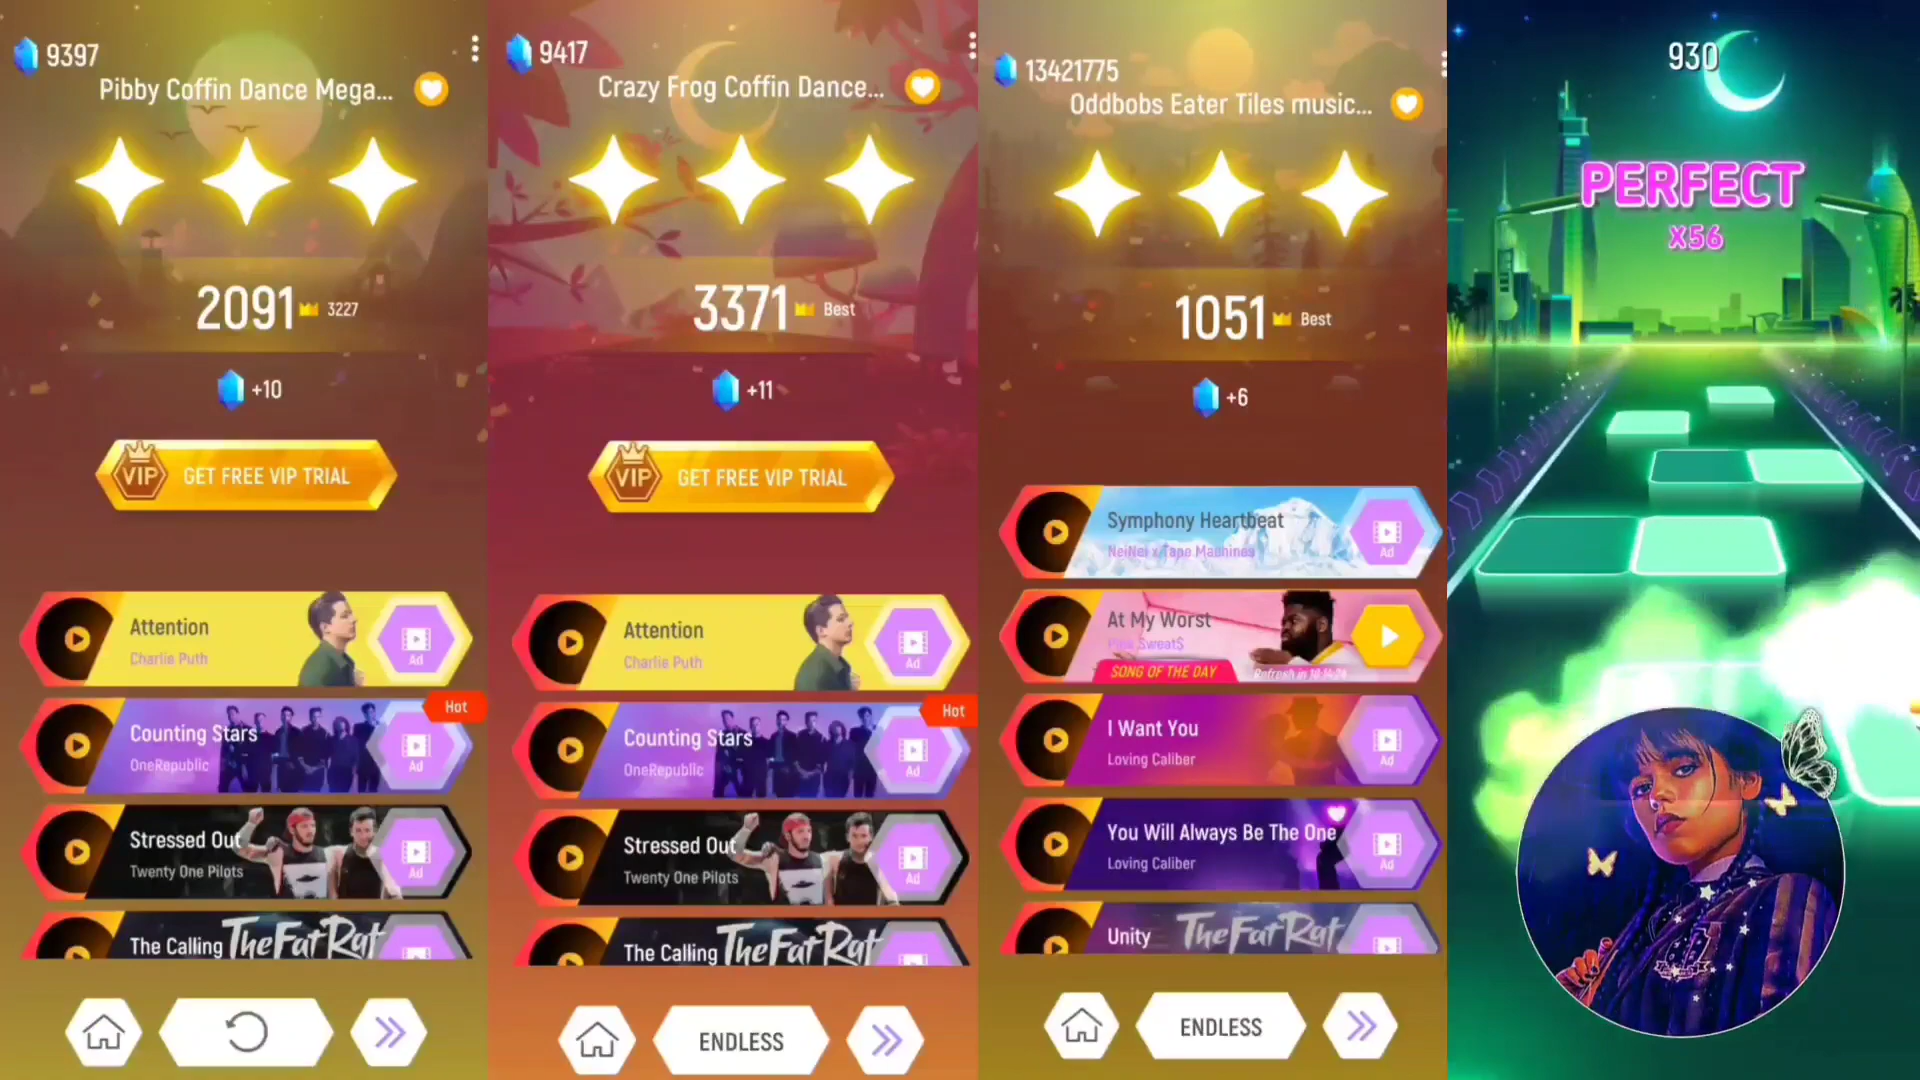 9397
Pibby Coffin Dance Mega...
2091 3227
+10
VIP GET FREE VIP TRIAL
Attention
Charlie Puth
Ad
Hot
Counting Stars
OneRepublic
Ad
Stressed Out
Twenty One Pilots
Ad
The Calling TheFatRat
9417
Crazy Frog Coffin Dance...
3371 Best
+11
VIP GET FREE VIP TRIAL
Attention
Charlie Puth
Ad
Hot
Counting Stars
OneRepublic
Ad
Stressed Out
Twenty One Pilots
Ad
The Calling TheFatRat
ENDLESS
13421775
Oddbobs Eater Tiles music...
1051 Best
+6
Symphony Heartbeat
NeiNei x Tape Machines
Ad
At My Worst
Pink Sweat$
SONG OF THE DAY
I Want You
Loving Caliber
Ad
You Will Always Be The One
Loving Caliber
Ad
Unity TheFatRat
ENDLESS
930
PERFECT
X56